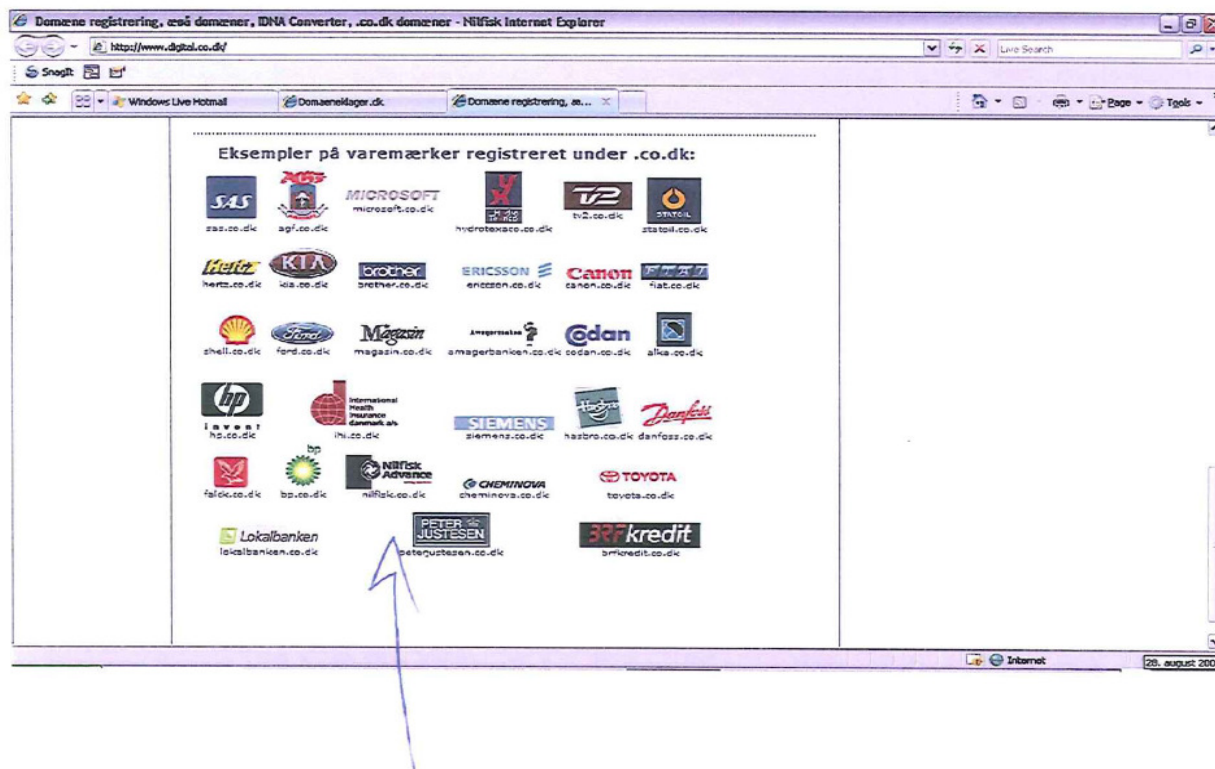 Domæne registrering, æøå domæner, IDNA Converter, .co.dk domæner - Nilfisk Internet Explorer
http://www.digital.co.dk/
Live Search
SnagIt
Windows Live Hotmail Domaeneklager.dk Domæne registrering, æ... Page Tools
Eksempler på varemærker registreret under .co.dk:
SAS MICROSOFT TV2 STATOIL
microsoft.co.dk tv2.co.dk
sas.co.dk agf.co.dk hydrotexaco.co.dk statoil.co.dk
Hertz KIA brother ERICSSON Canon FIAT
hertz.co.dk kia.co.dk brother.co.dk ericcson.co.dk canon.co.dk fiat.co.dk
Ford Magasin Amagerbanken Codan
shell.co.dk ford.co.dk magasin.co.dk amagerbanken.co.dk codan.co.dk alka.co.dk
hp International Health Insurance danmark a/s SIEMENS Hasbro Danfoss
invent
hp.co.dk ihi.co.dk siemens.co.dk hasbro.co.dk danfoss.co.dk
bp Nilfisk Advance CHEMINOVA TOYOTA
falck.co.dk bp.co.dk nilfisk.co.dk cheminova.co.dk toyota.co.dk
Lokalbanken PETER JUSTESEN BRFkredit
lokalbanken.co.dk peterjustesen.co.dk brfkredit.co.dk
Internet
28. august 200